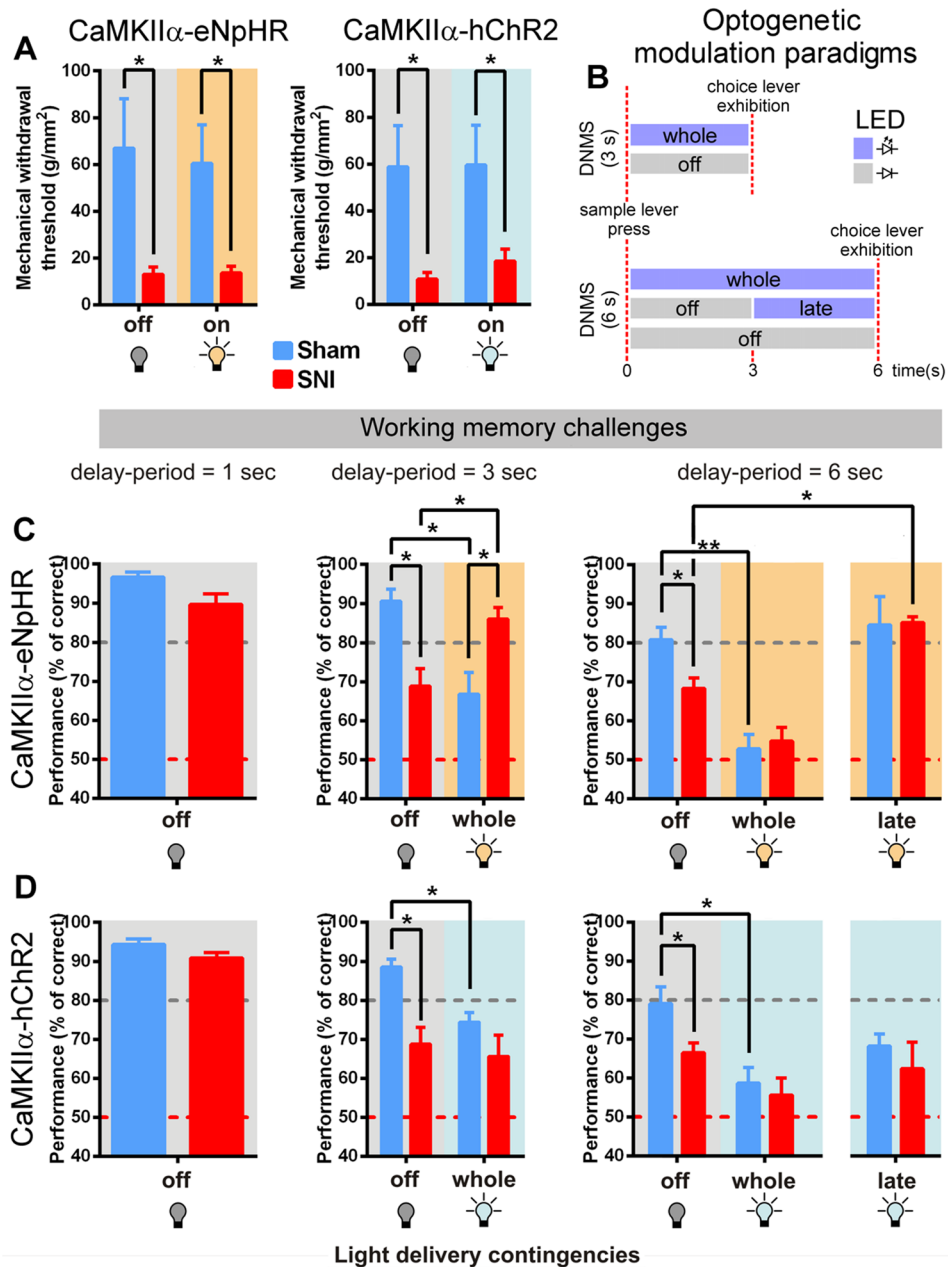 A
CaMKIIα-eNpHR
CaMKIIα-hChR2
Optogenetic
modulation paradigms
Mechanical withdrawal
threshold (g/mm²)
100
80
60
40
20
0
*
*
off
on
Mechanical withdrawal
threshold (g/mm²)
100
80
60
40
20
0
*
*
off
on
Sham
SNI
B
choice lever
exhibition
LED
DNMS
(3 s)
whole
off
sample lever
press
choice lever
exhibition
DNMS
(6 s)
whole
off
late
off
0
3
6
time(s)
Working memory challenges
delay-period = 1 sec
delay-period = 3 sec
delay-period = 6 sec
C
CaMKIIα-eNpHR
Performance (% of correct)
100
90
80
70
60
50
40
off
Performance (% of correct)
100
90
80
70
60
50
40
*
*
*
*
off
whole
Performance (% of correct)
100
90
80
70
60
50
40
*
**
*
off
whole
late
D
CaMKIIα-hChR2
Performance (% of correct)
100
90
80
70
60
50
40
off
Performance (% of correct)
100
90
80
70
60
50
40
*
*
off
whole
Performance (% of correct)
100
90
80
70
60
50
40
*
*
off
whole
late
Light delivery contingencies